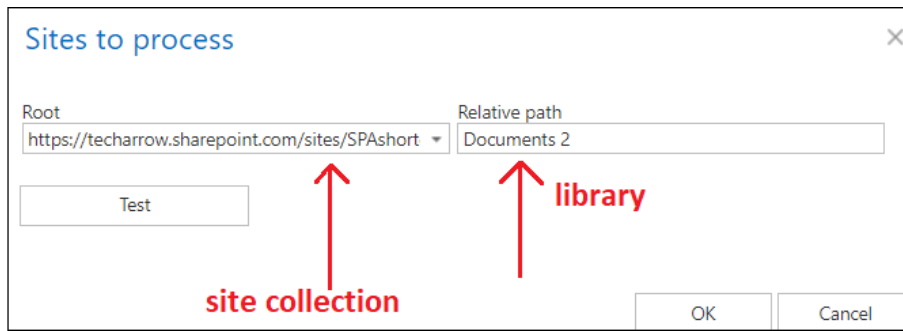 Sites to process
Root
Relative path
https://techarrow.sharepoint.com/sites/SPAshort
Documents 2
Test
library
site collection
OK
Cancel